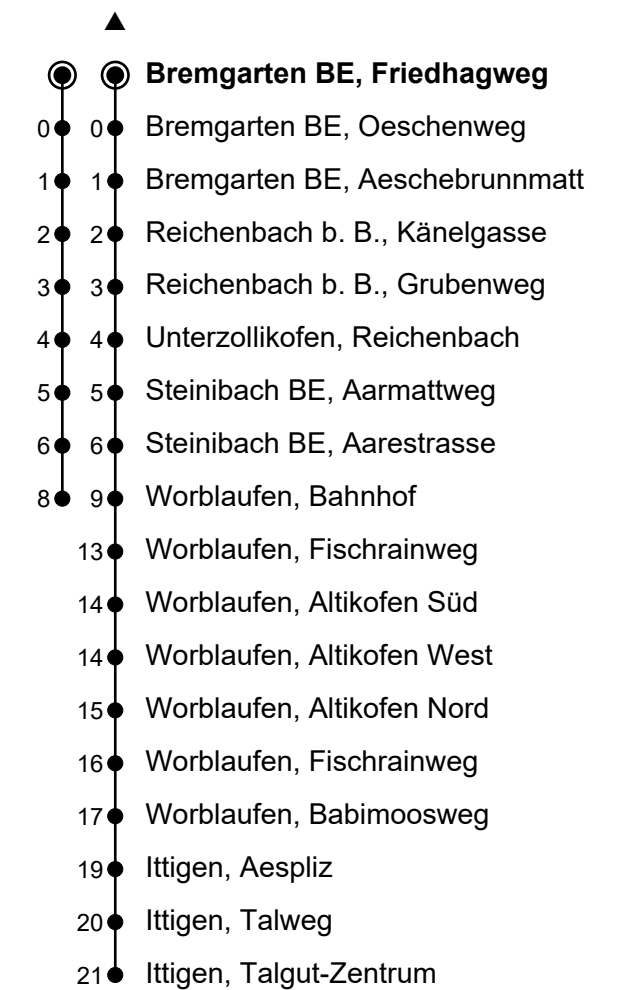 Bremgarten BE, Friedhagweg
0 0 Bremgarten BE, Oeschenweg
1 1 Bremgarten BE, Aeschebrunnmatt
2 2 Reichenbach b. B., Känelgasse
3 3 Reichenbach b. B., Grubenweg
4 4 Unterzollikofen, Reichenbach
5 5 Steinibach BE, Aarmattweg
6 6 Steinibach BE, Aarestrasse
8 9 Worblaufen, Bahnhof
13 Worblaufen, Fischrainweg
14 Worblaufen, Altikofen Süd
14 Worblaufen, Altikofen West
15 Worblaufen, Altikofen Nord
16 Worblaufen, Fischrainweg
17 Worblaufen, Babimoosweg
19 Ittigen, Aespliz
20 Ittigen, Talweg
21 Ittigen, Talgut-Zentrum